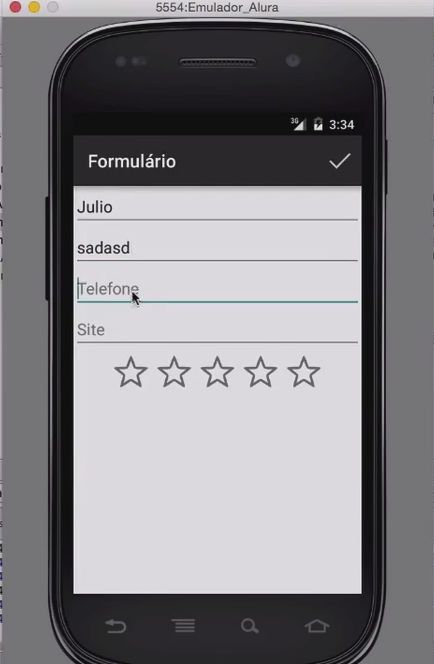 5554:Emulador_Alura
3G 3:34
Formulário
Julio
sadasd
Telefone
Site